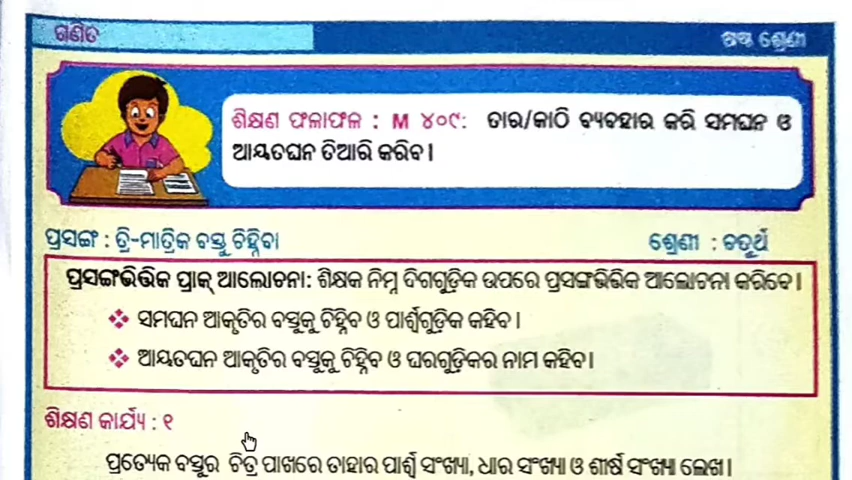 ଗଣିତ
ଷଷ୍ଠ ଶ୍ରେଣୀ
ଶିକ୍ଷଣ ଫଳାଫଳ : M ୪୦୯: ତାର/କାଠି ବ୍ୟବହାର କରି ସମଘନ ଓ
ଆୟତଘନ ତିଆରି କରିବ।
ପ୍ରସଙ୍ଗ : ତ୍ରି-ମାତ୍ରିକ ବସ୍ତୁ ଚିହ୍ନିବା
ଶ୍ରେଣୀ : ଚତୁର୍ଥ
ପ୍ରସଙ୍ଗଭିତ୍ତିକ ପ୍ରାକ୍ ଆଲୋଚନା: ଶିକ୍ଷକ ନିମ୍ନ ଦିଗଗୁଡ଼ିକ ଉପରେ ପ୍ରସଙ୍ଗଭିତ୍ତିକ ଆଲୋଚନା କରିବେ।
❖ ସମଘନ ଆକୃତିର ବସ୍ତୁକୁ ଚିହ୍ନିବ ଓ ପାର୍ଶ୍ୱଗୁଡ଼ିକ କହିବ।
❖ ଆୟତଘନ ଆକୃତିର ବସ୍ତୁକୁ ଚିହ୍ନିବ ଓ ଘରଗୁଡ଼ିକର ନାମ କହିବ।
ଶିକ୍ଷଣ କାର୍ଯ୍ୟ : ୧
ପ୍ରତ୍ୟେକ ବସ୍ତୁର ଚିତ୍ର ପାଖରେ ତାହାର ପାର୍ଶ୍ୱ ସଂଖ୍ୟା, ଧାର ସଂଖ୍ୟା ଓ ଶୀର୍ଷ ସଂଖ୍ୟା ଲେଖ।